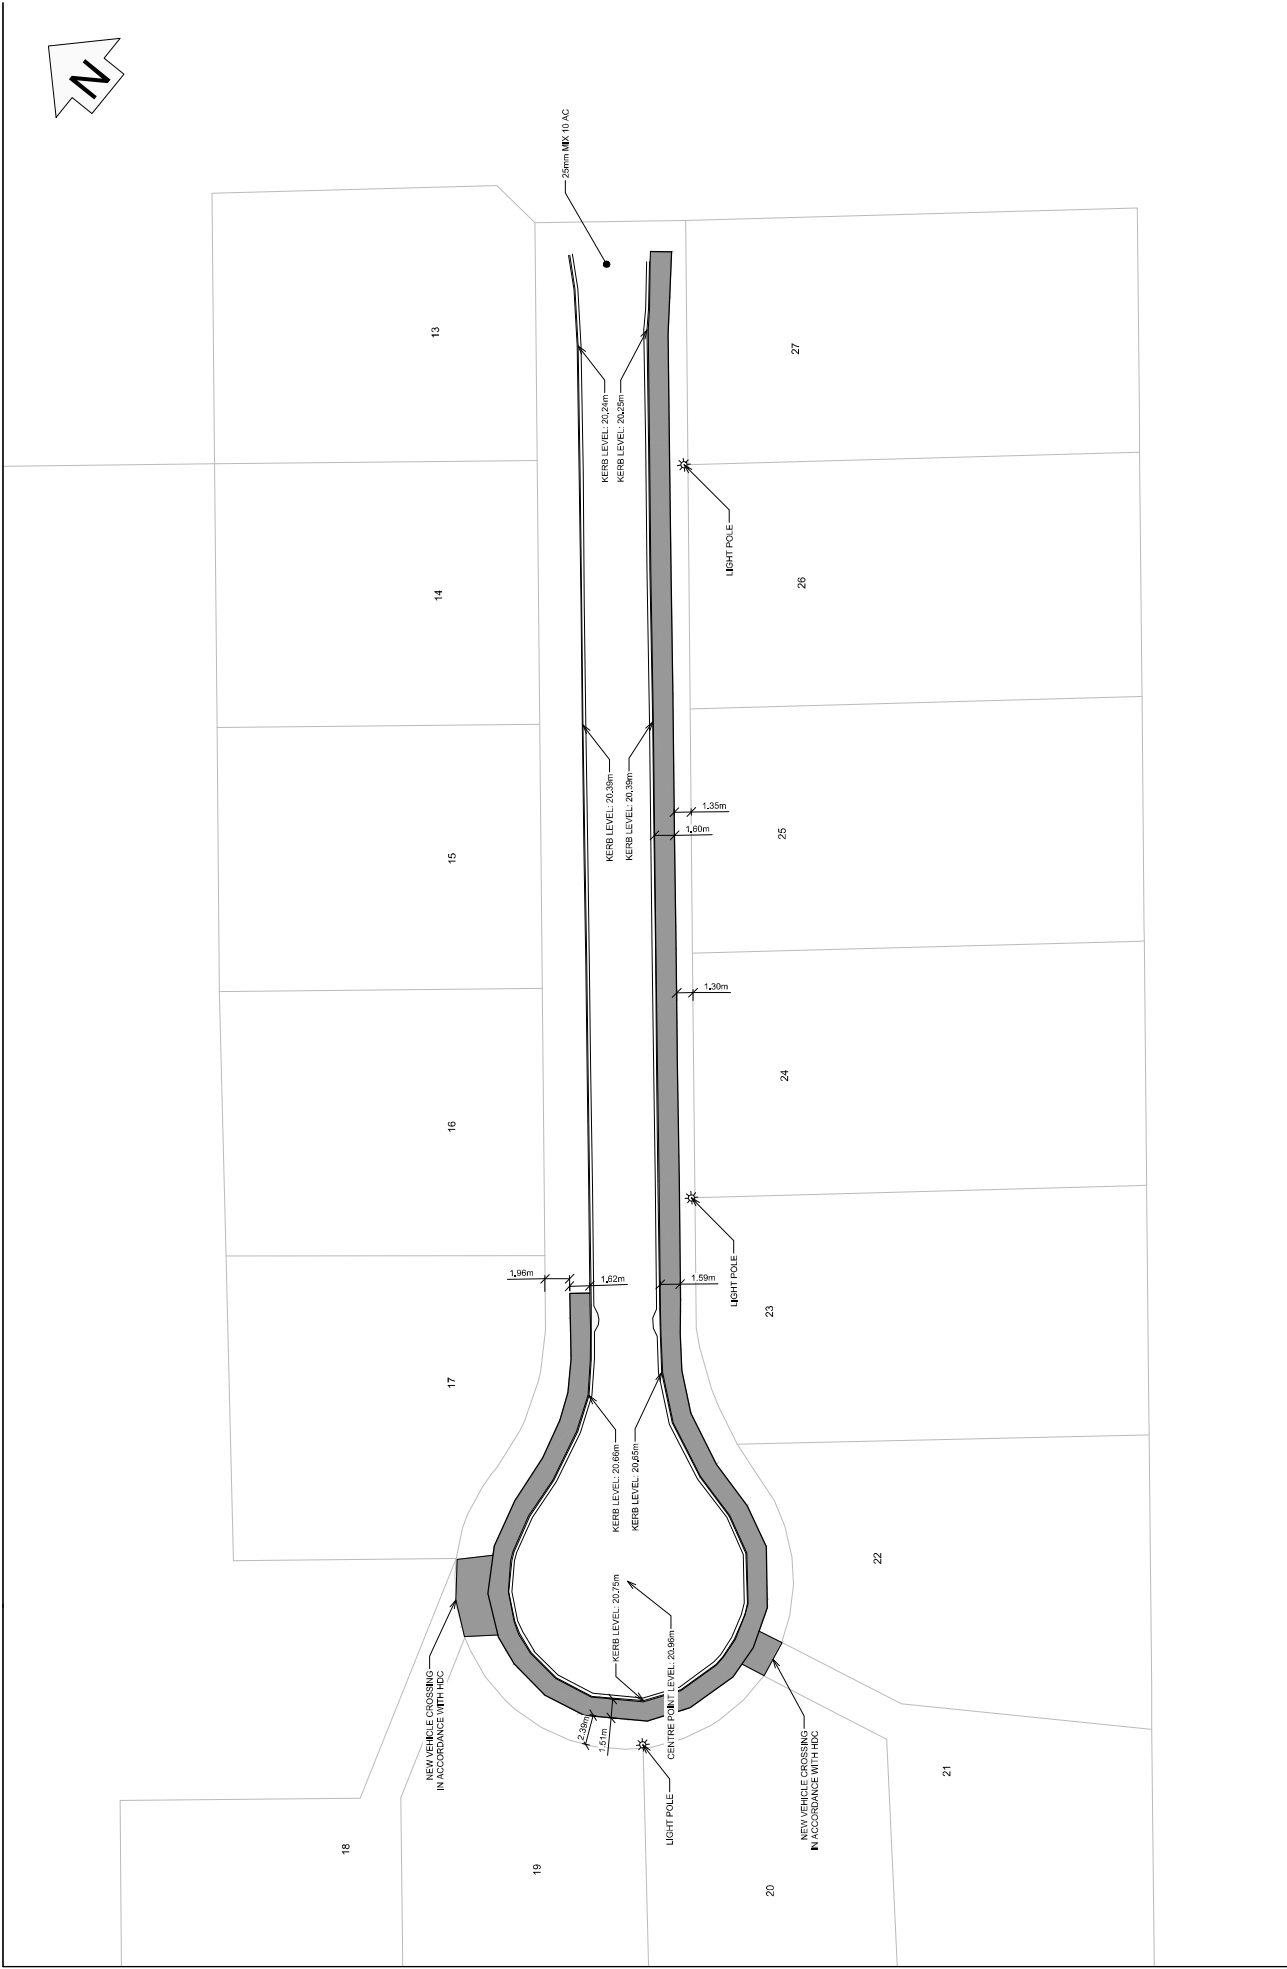 N
25mm MIX 10 AC
13
27
KERB LEVEL: 20.24m
KERB LEVEL: 20.25m
LIGHT POLE
14
26
KERB LEVEL: 20.39m
KERB LEVEL: 20.39m
1.35m
1.60m
15
25
1.30m
16
24
1.96m
1.62m
1.59m
LIGHT POLE
23
17
KERB LEVEL: 20.66m
KERB LEVEL: 20.65m
22
KERB LEVEL: 20.75m
CENTRE POINT LEVEL: 20.96m
NEW VEHICLE CROSSING
IN ACCORDANCE WITH HDC
2.39m
1.51m
LIGHT POLE
NEW VEHICLE CROSSING
IN ACCORDANCE WITH HDC
21
18
19
20